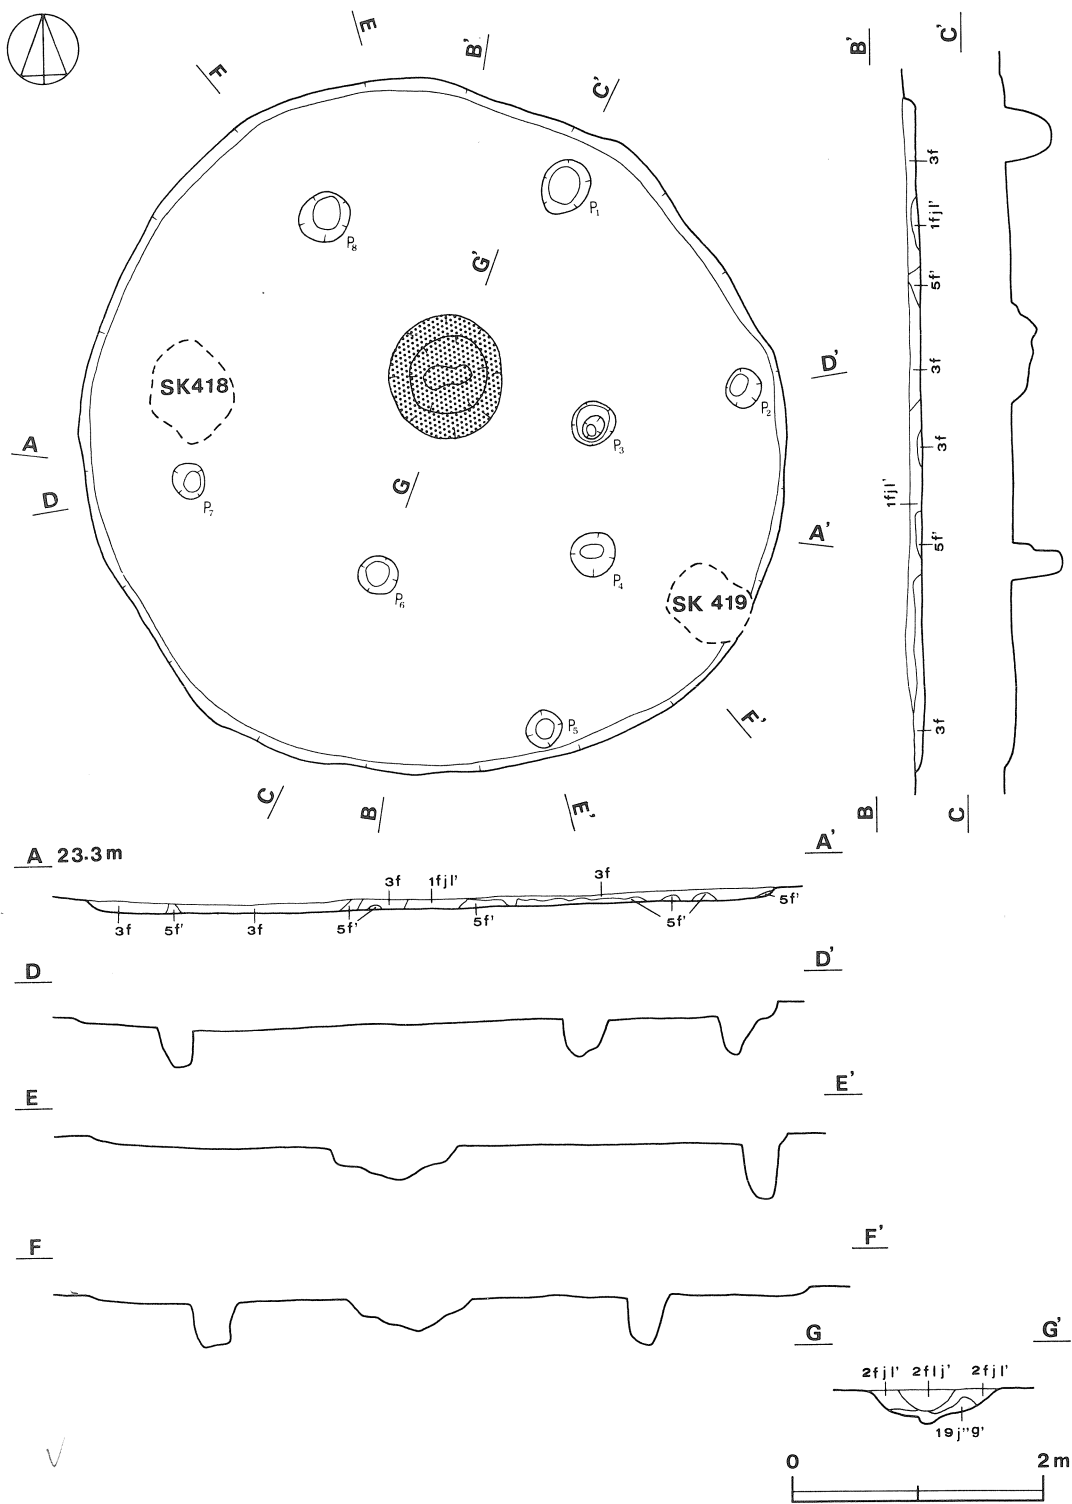 E
B'
F
C'
P₁
P₈
G'
SK418
D'
P₂
P₃
A
P₇
D
G
A'
P₆
P₄
SK 419
P₅
F'
C
B
E'
B'
C'
3f
1fjl'
5f'
3f
3f
1fjl'
5f'
3f
B
C
A 23.3m
A'
3f 1fjl' 3f
3f 5f' 3f 5f' 5f' 5f' 5f'
D
D'
E
E'
F
F'
G
G'
2fjl' 2flj' 2fjl'
19j"g'
0 2m